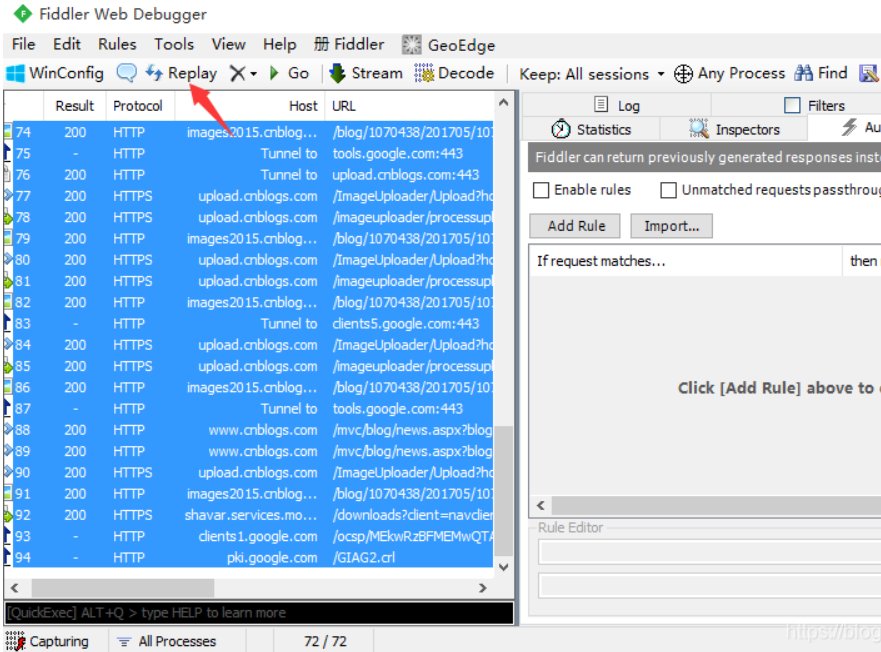 Fiddler Web Debugger
File Edit Rules Tools View Help 册 Fiddler GeoEdge
WinConfig Replay Go Stream Decode Keep: All sessions Any Process Find
Result Protocol Host URL
74 200 HTTP images2015.cnblog... /blog/1070438/201705/107
75 - HTTP Tunnel to tools.google.com:443
76 200 HTTP Tunnel to upload.cnblogs.com:443
77 200 HTTPS upload.cnblogs.com /ImageUploader/Upload?ho
78 200 HTTPS upload.cnblogs.com /imageuploader/processupl
79 200 HTTP images2015.cnblog... /blog/1070438/201705/107
80 200 HTTPS upload.cnblogs.com /ImageUploader/Upload?ho
81 200 HTTPS upload.cnblogs.com /imageuploader/processupl
82 200 HTTP images2015.cnblog... /blog/1070438/201705/107
83 - HTTP Tunnel to clients5.google.com:443
84 200 HTTPS upload.cnblogs.com /ImageUploader/Upload?ho
85 200 HTTPS upload.cnblogs.com /imageuploader/processupl
86 200 HTTP images2015.cnblog... /blog/1070438/201705/107
87 - HTTP Tunnel to tools.google.com:443
88 200 HTTP www.cnblogs.com /mvc/blog/news.aspx?blog
89 200 HTTP www.cnblogs.com /mvc/blog/news.aspx?blog
90 200 HTTPS upload.cnblogs.com /ImageUploader/Upload?ho
91 200 HTTP images2015.cnblog... /blog/1070438/201705/107
92 200 HTTPS shavar.services.mo... /downloads?client=navclien
93 - HTTP clients1.google.com /ocsp/MEkwRzBFMEMwQTA
94 - HTTP pki.google.com /GIAG2.crl
[QuickExec] ALT+Q > type HELP to learn more
Capturing All Processes 72 / 72
Log Filters
Statistics Inspectors Au
Fiddler can return previously generated responses inste
Enable rules Unmatched requests passthroug
Add Rule Import...
If request matches... then
Click [Add Rule] above to
Rule Editor
https://blog